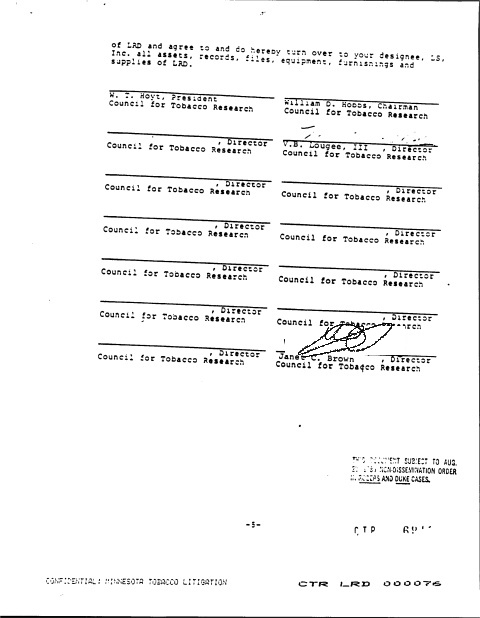 of LRD and agree to and do hereby turn over to your designee, LS,
Inc. all assets, records, files, equipment, furnishings and
supplies of LRD.
W. T. Hoyt, President
Council for Tobacco Research
William D. Hobbs, Chairman
Council for Tobacco Research
, Director
Council for Tobacco Research
V.B. Lougee, III , Director
Council for Tobacco Research
, Director
Council for Tobacco Research
, Director
Council for Tobacco Research
, Director
Council for Tobacco Research
, Director
Council for Tobacco Research
, Director
Council for Tobacco Research
, Director
Council for Tobacco Research
, Director
Council for Tobacco Research
, Director
Council for Tobacco
, Director
Council for Tobacco Research
Janet C. Brown , Director
Council for Tobacco Research
THIS DOCUMENT SUBJECT TO AUG.
NON-DISSEMINATION ORDER
AND DUKE CASES.
-5-
CTR
CONFIDENTIAL: MINNESOTA TOBACCO LITIGATION
CTR LRD 000076